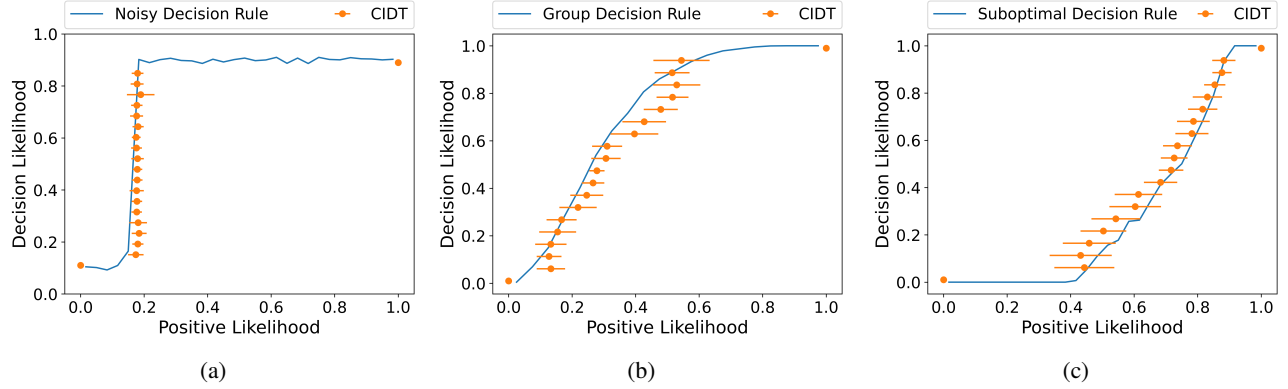 Noisy Decision Rule CIDT
1.0
0.8
0.6
0.4
0.2
0.0
Decision Likelihood
0.0 0.2 0.4 0.6 0.8 1.0
Positive Likelihood
(a)
Group Decision Rule CIDT
1.0
0.8
0.6
0.4
0.2
0.0
Decision Likelihood
0.0 0.2 0.4 0.6 0.8 1.0
Positive Likelihood
(b)
Suboptimal Decision Rule CIDT
1.0
0.8
0.6
0.4
0.2
0.0
Decision Likelihood
0.0 0.2 0.4 0.6 0.8 1.0
Positive Likelihood
(c)